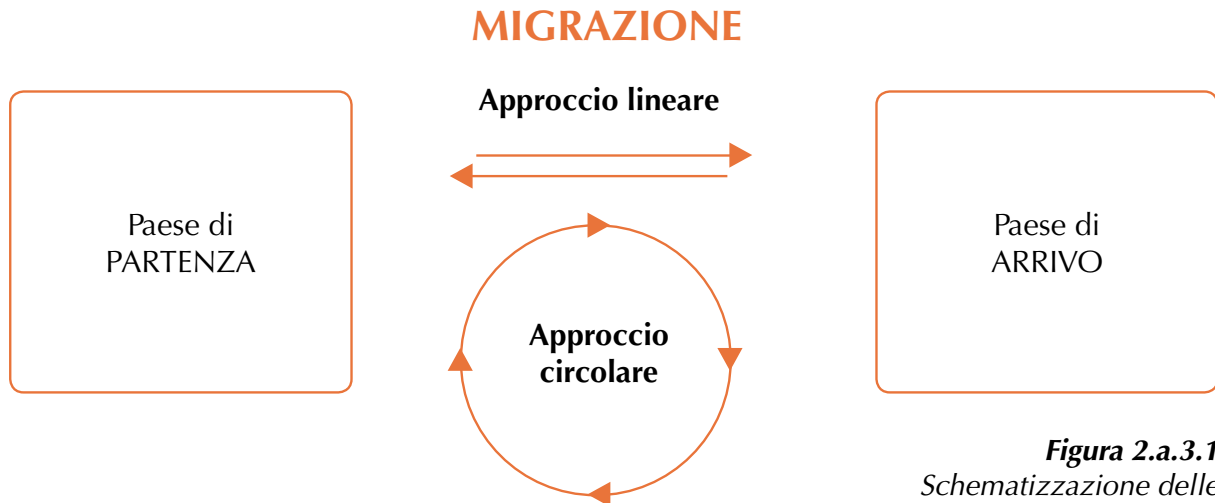 MIGRAZIONE
Approccio lineare
Paese di
PARTENZA
Paese di
ARRIVO
Approccio
circolare
Figura 2.a.3.1
Schematizzazione delle